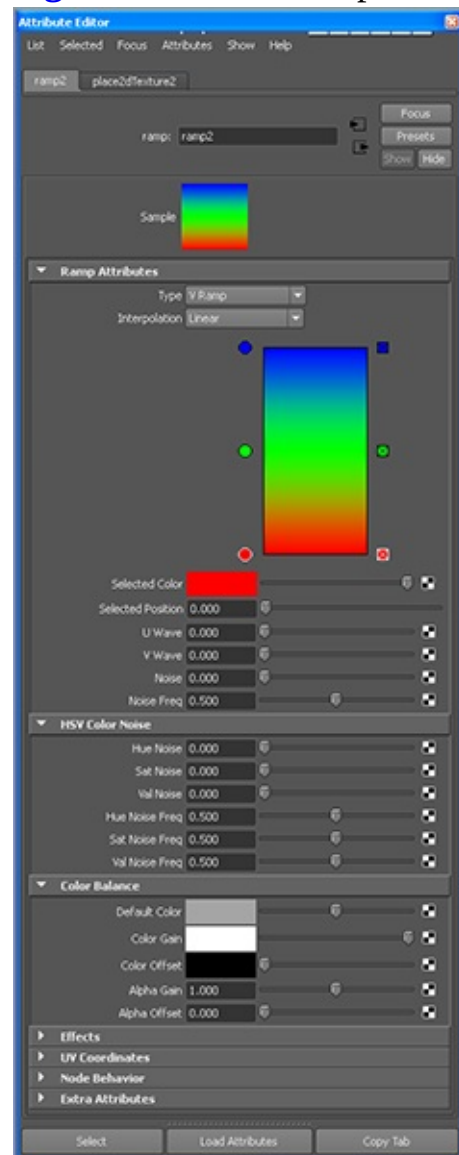 Attribute Editor
List Selected Focus Attributes Show Help
ramp2 place2dTexture2
Focus
ramp: ramp2
Presets
Show Hide
Sample
Ramp Attributes
Type V Ramp
Interpolation Linear
Selected Color
Selected Position 0.000
U Wave 0.000
V Wave 0.000
Noise 0.000
Noise Freq 0.500
HSV Color Noise
Hue Noise 0.000
Sat Noise 0.000
Val Noise 0.000
Hue Noise Freq 0.500
Sat Noise Freq 0.500
Val Noise Freq 0.500
Color Balance
Default Color
Color Gain
Color Offset
Alpha Gain 1.000
Alpha Offset 0.000
Effects
UV Coordinates
Node Behavior
Extra Attributes
Select Load Attributes Copy Tab